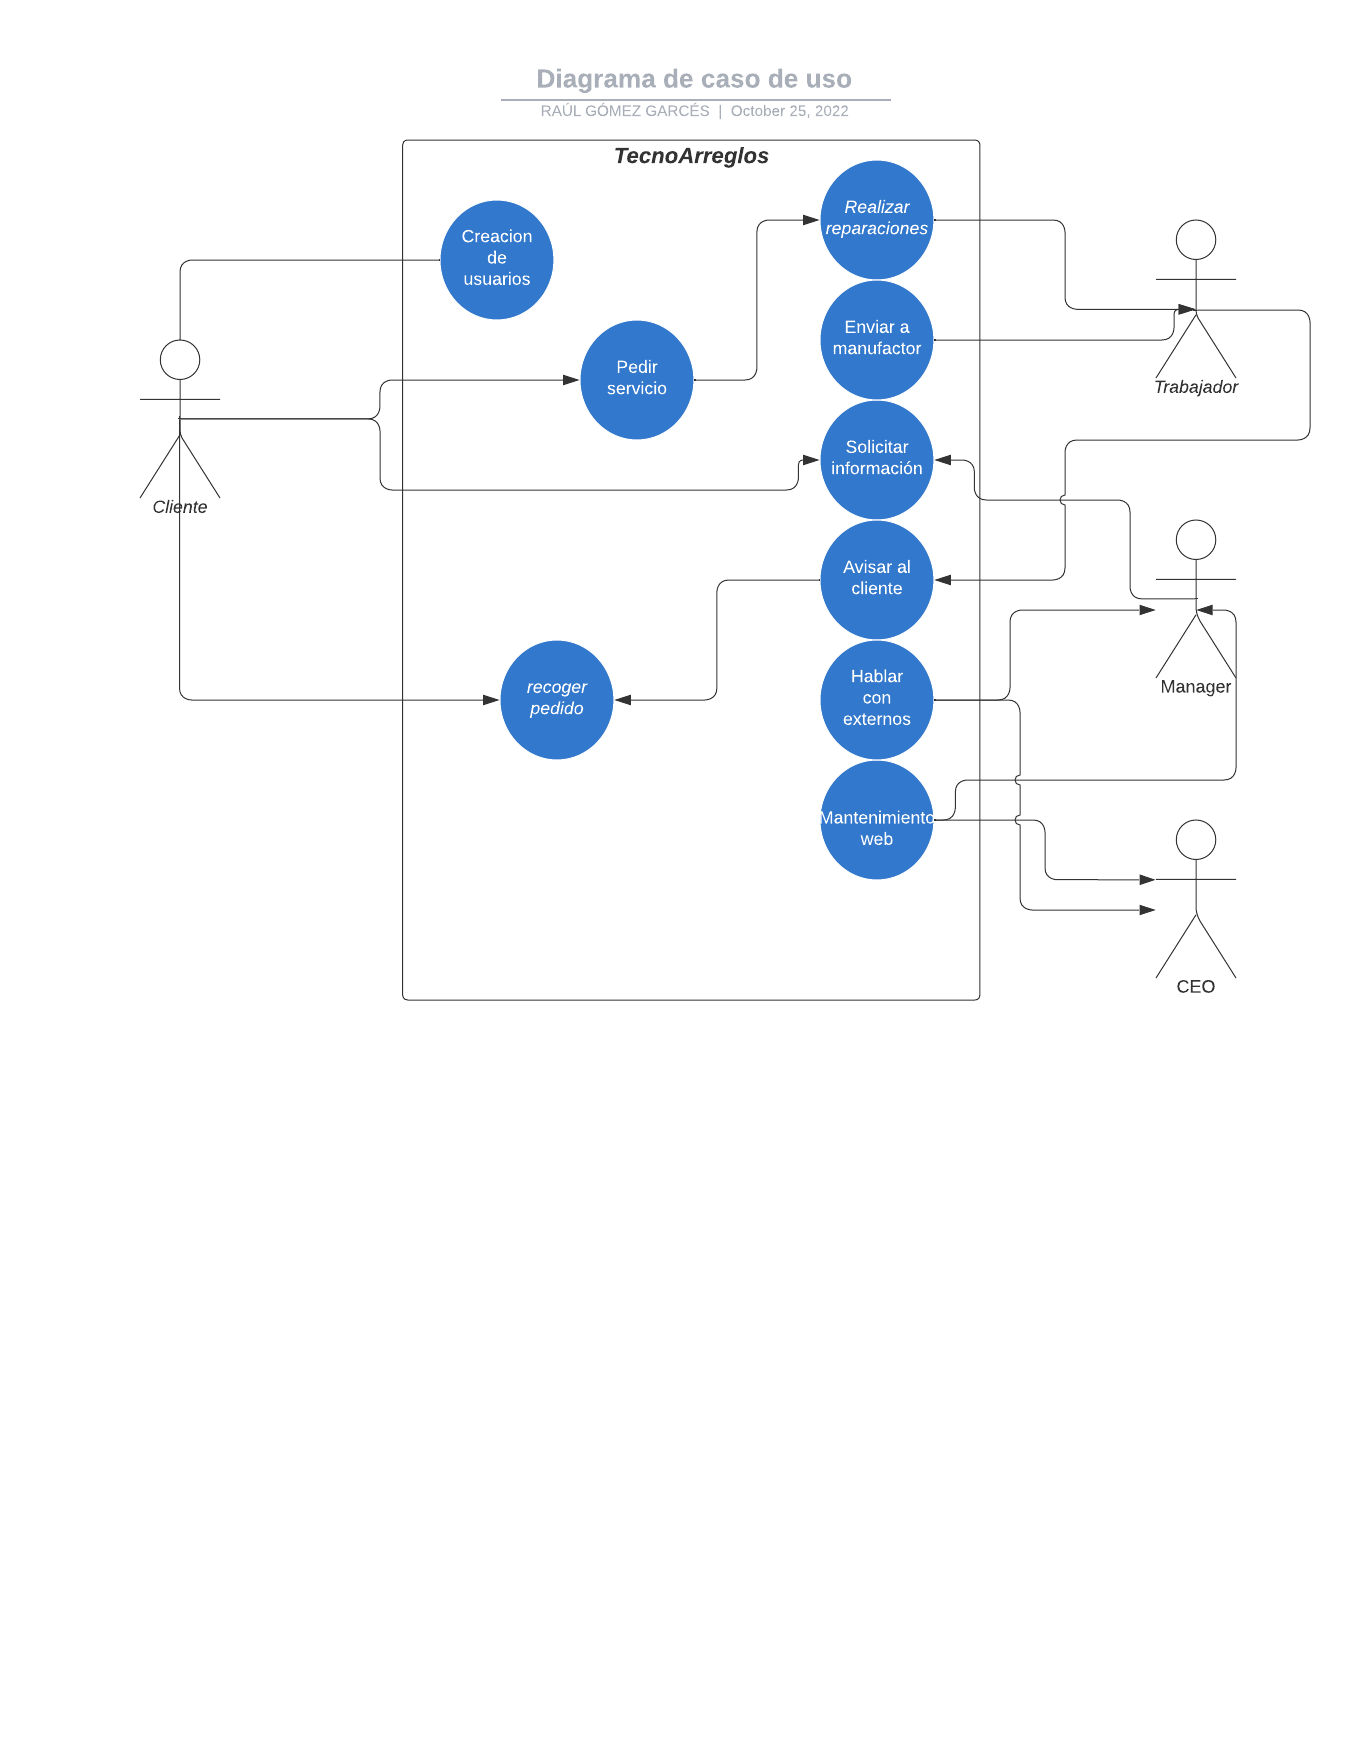 Diagrama de caso de uso
RAÚL GÓMEZ GARCÉS | October 25, 2022
TecnoArreglos
Realizar
reparaciones
Creacion
de
usuarios
Enviar a
manufactor
Pedir
servicio
Trabajador
Solicitar
información
Cliente
Avisar al
cliente
Hablar
con
externos
recoger
pedido
Manager
Mantenimiento
web
CEO